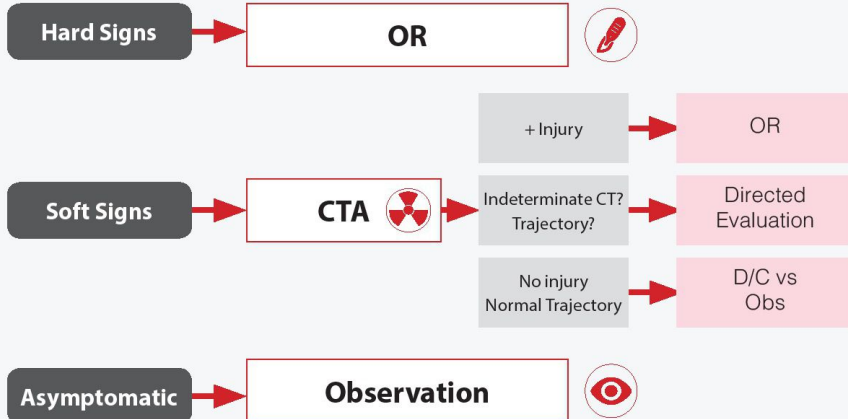 Hard Signs
OR
+ Injury
OR
Soft Signs
CTA
Indeterminate CT?
Trajectory?
Directed
Evaluation
No injury
Normal Trajectory
D/C vs
Obs
Asymptomatic
Observation